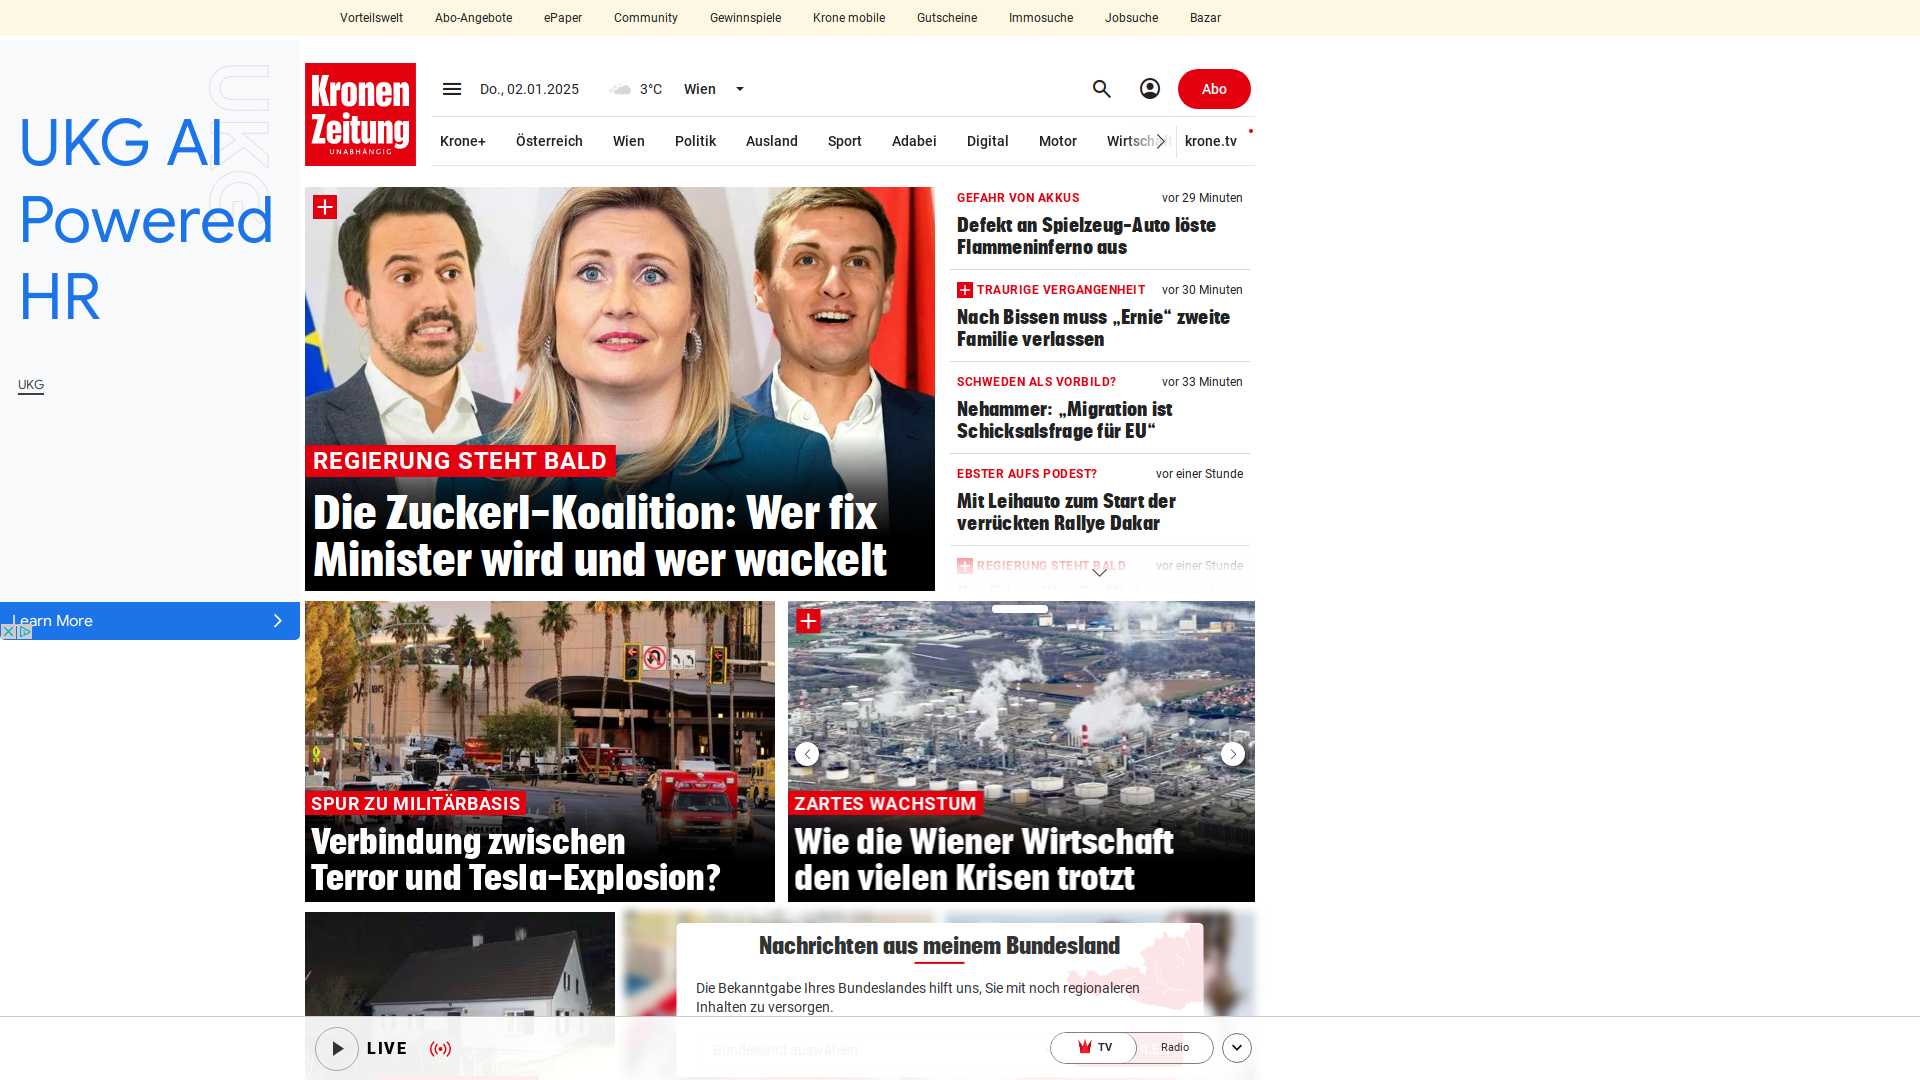 Vorteilswelt
Abo-Angebote
ePaper
Community
Gewinnspiele
Krone mobile
Gutscheine
Immosuche
Jobsuche
Bazar
UKG
UKG AI
Powered
HR
UKG
Learn More
Kronen
Zeitung
UNABHÄNGIG
Do., 02.01.2025
3°C
Wien
Abo
Krone+
Österreich
Wien
Politik
Ausland
Sport
Adabei
Digital
Motor
krone.tv
REGIERUNG STEHT BALD
Die Zuckerl-Koalition: Wer fix
Minister wird und wer wackelt
GEFAHR VON AKKUS
vor 29 Minuten
Defekt an Spielzeug-Auto löste
Flammeninferno aus
TRAURIGE VERGANGENHEIT
vor 30 Minuten
Nach Bissen muss „Ernie“ zweite
Familie verlassen
SCHWEDEN ALS VORBILD?
vor 33 Minuten
Nehammer: „Migration ist
Schicksalsfrage für EU“
EBSTER AUFS PODEST?
vor einer Stunde
Mit Leihauto zum Start der
verrückten Rallye Dakar
REGIERUNG STEHT BALD
vor einer Stunde
SPUR ZU MILITÄRBASIS
Verbindung zwischen
Terror und Tesla-Explosion?
ZARTES WACHSTUM
Wie die Wiener Wirtschaft
den vielen Krisen trotzt
Nachrichten aus meinem Bundesland
Die Bekanntgabe Ihres Bundeslandes hilft uns, Sie mit noch regionaleren
Inhalten zu versorgen.
Bundesland auswählen
LIVE
TV
Radio